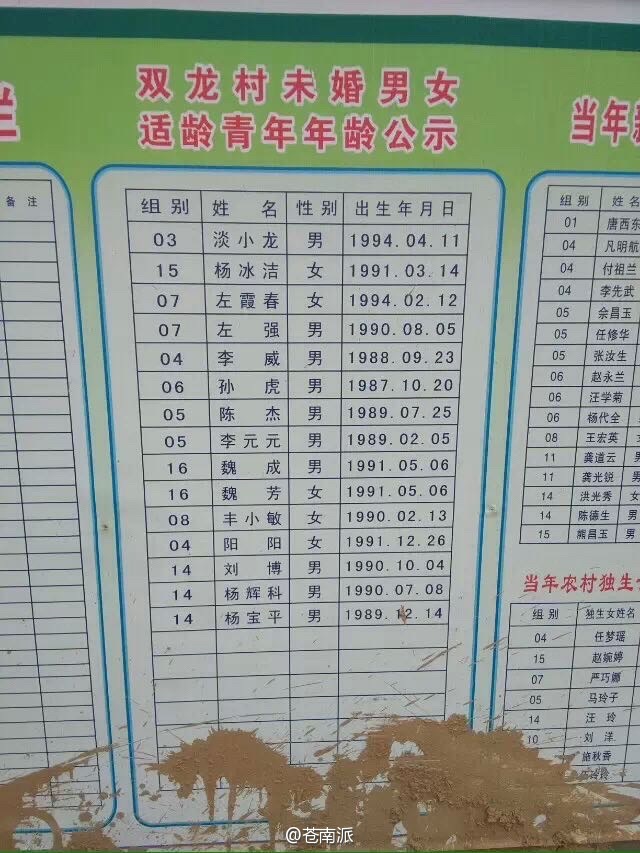 兰
备注
双龙村未婚男女
适龄青年年龄公示
组别 姓名 性别 出生年月日
03 淡小龙 男 1994.04.11
15 杨冰洁 女 1991.03.14
07 左霞春 女 1994.02.12
07 左强 男 1990.08.05
04 李威 男 1988.09.23
06 孙虎 男 1987.10.20
05 陈杰 男 1989.07.25
05 李元元 男 1989.02.05
16 魏成 男 1991.05.06
16 魏芳 女 1991.05.06
08 丰小敏 女 1990.02.13
04 阳阳 女 1991.12.26
14 刘博 男 1990.10.04
14 杨辉科 男 1990.07.08
14 杨宝平 男 1989.12.14
当年
组别 姓名
01 唐西东
04 凡明航
04 付祖兰
04 李先武
05 佘昌玉
05 任修华
05 张汝生
06 赵永兰
06 汪学菊
06 杨代全
08 王宏英
11 龚道云 男
11 龚光锐 男
14 洪光秀 女
14 陈德生 男
15 熊昌玉 男
当年农村独生
组别 独生女姓名
04 任梦瑶
15 赵婉婷
07 严巧娜
05 马玲子
14 汪玲
10 刘洋
施秋香
@苍南派